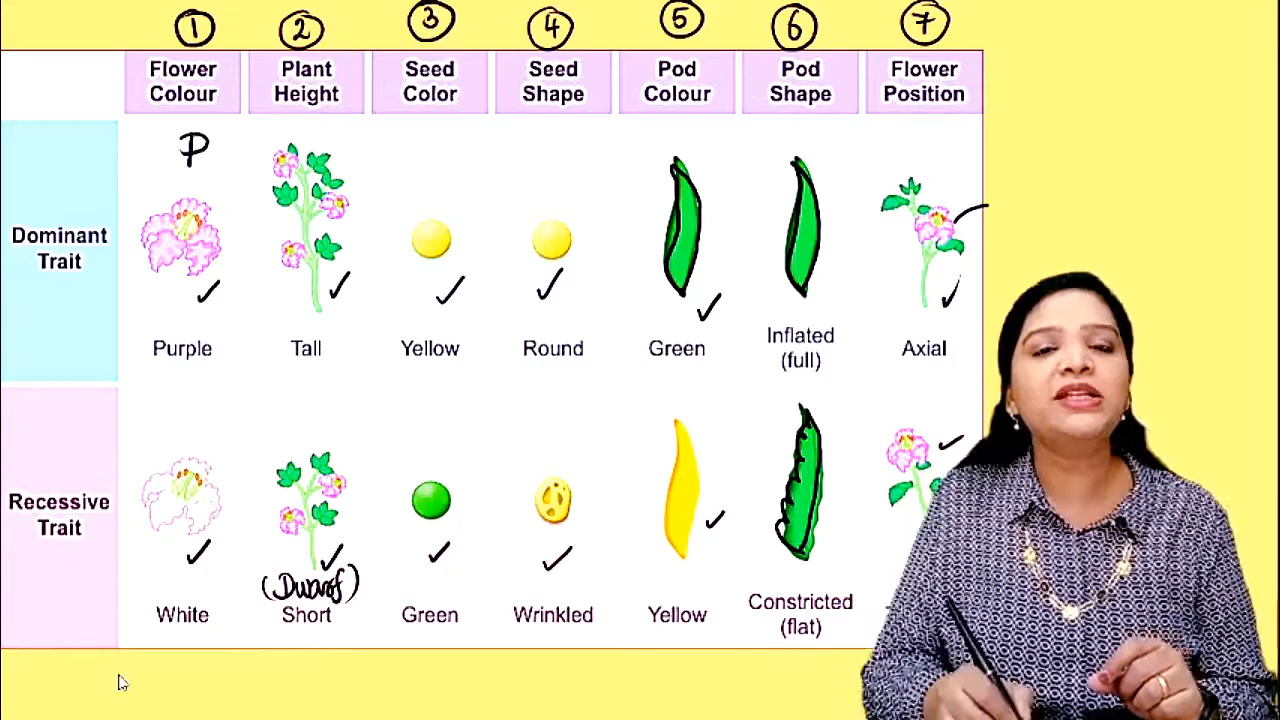 1 2 3 4 5 6 7
Flower Colour
Plant Height
Seed Color
Seed Shape
Pod Colour
Pod Shape
Flower Position
P
Dominant Trait
Purple
Tall
Yellow
Round
Green
Inflated (full)
Axial
Recessive Trait
(Dwarf)
White
Short
Green
Wrinkled
Yellow
Constricted (flat)